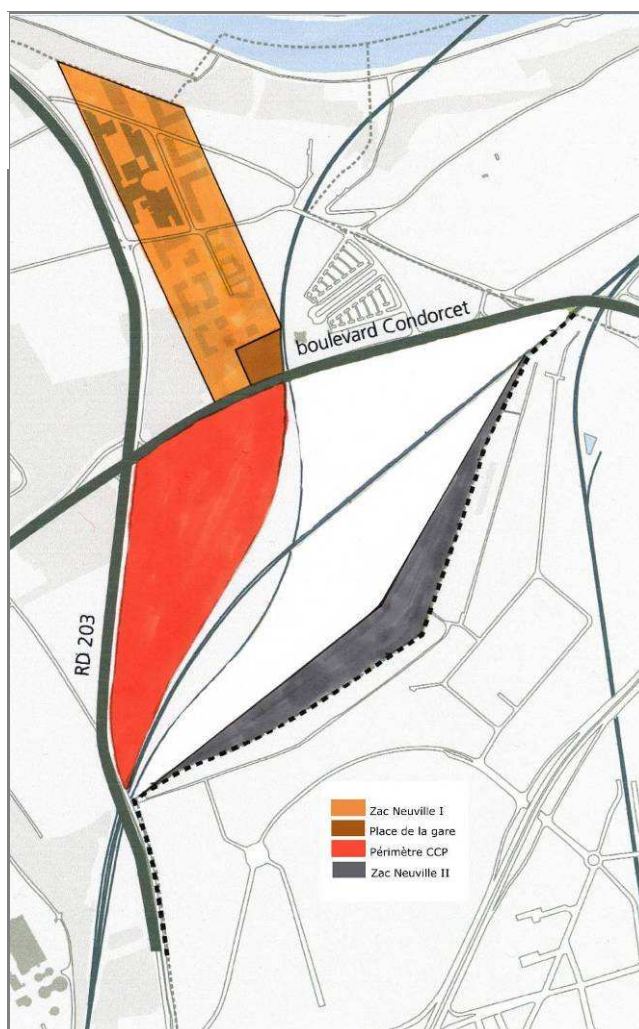 boulevard Condorcet
RD 203
Zac Neuville I
Place de la gare
Périmètre CCP
Zac Neuville II